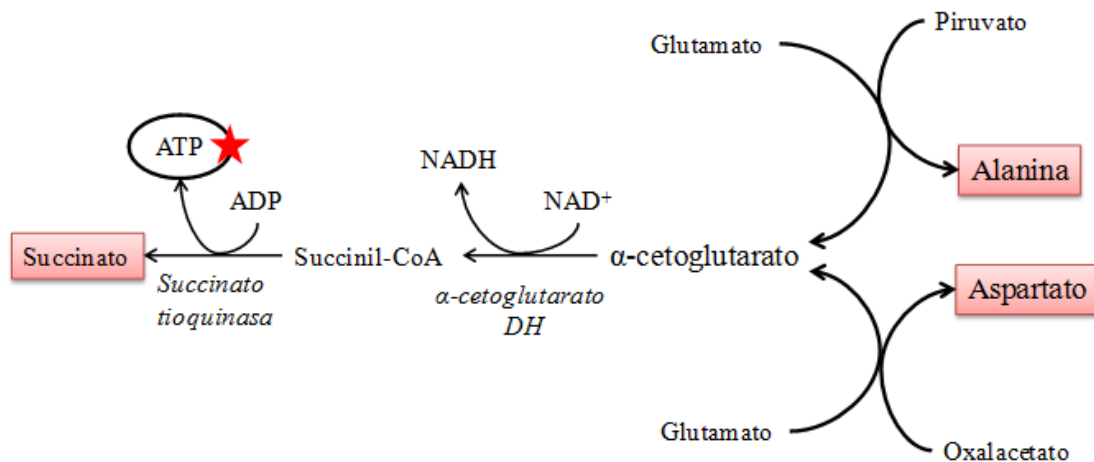 Glutamato
Piruvato
ATP
NADH
Alanina
ADP
NAD⁺
Succinato
Succinil-CoA
α-cetoglutarato
Succinato
tioquinasa
α-cetoglutarato
DH
Aspartato
Glutamato
Oxalacetato